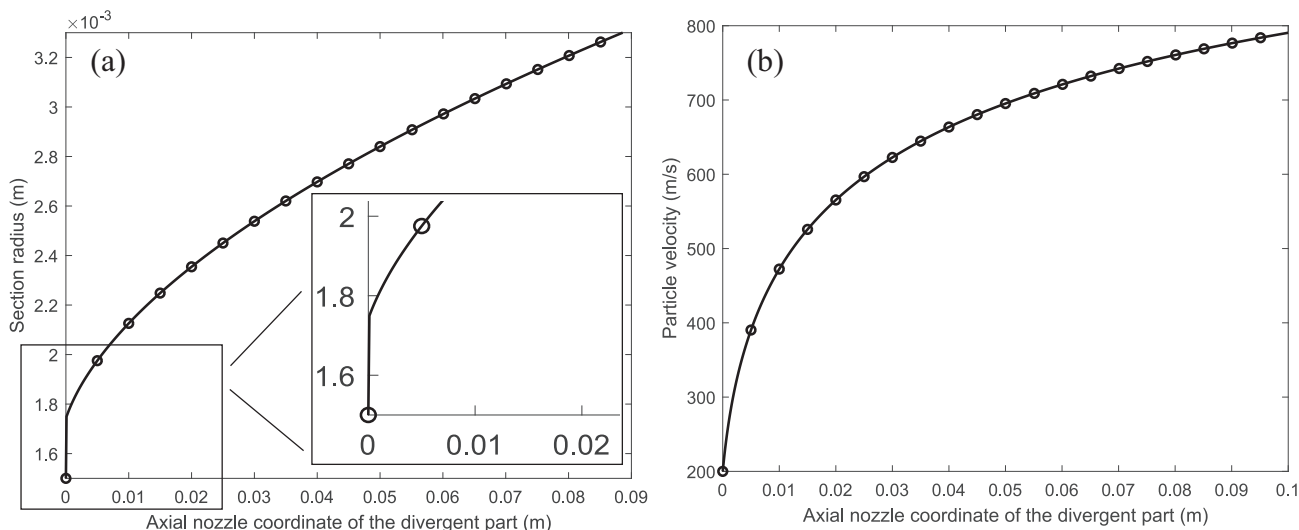 ×10⁻³
(a)
3.2
3
2.8
2.6
2.4
2.2
2
1.8
1.6
Section radius (m)
0 0.01 0.02 0.03 0.04 0.05 0.06 0.07 0.08 0.09
Axial nozzle coordinate of the divergent part (m)
2
1.8
1.6
0 0.01 0.02
(b)
800
700
600
500
400
300
200
Particle velocity (m/s)
0 0.01 0.02 0.03 0.04 0.05 0.06 0.07 0.08 0.09 0.1
Axial nozzle coordinate of the divergent part (m)